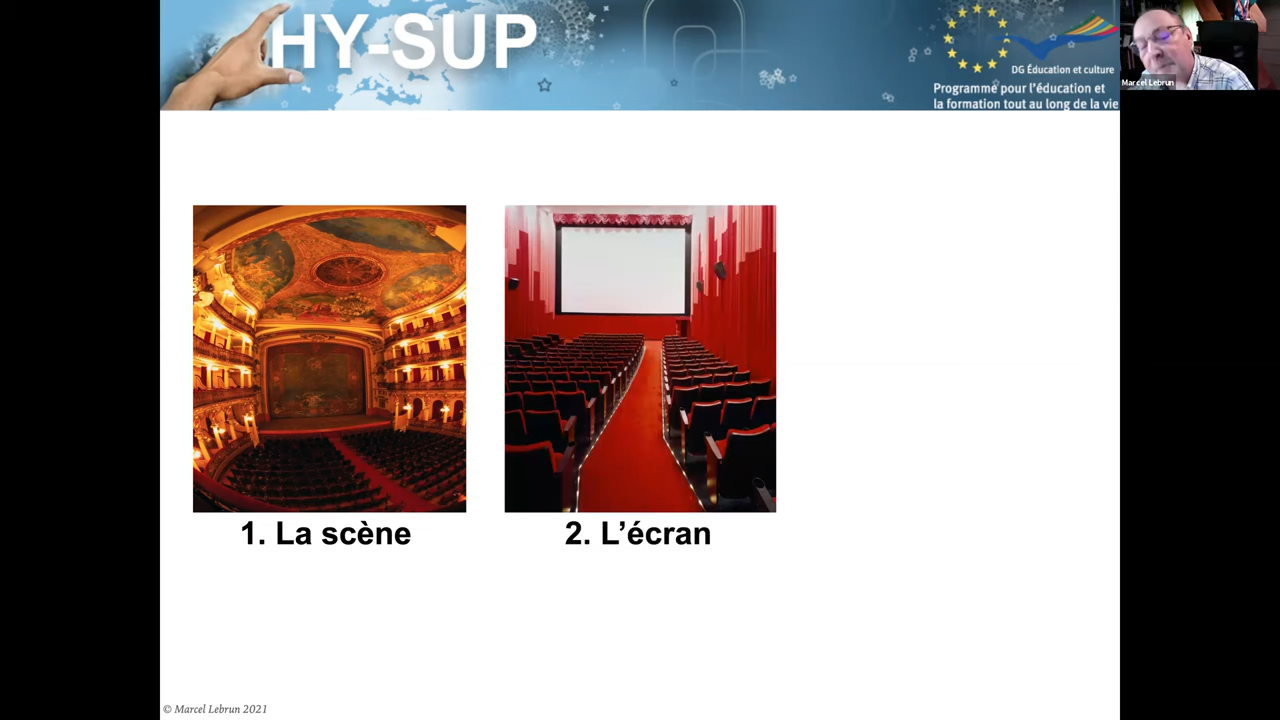 HY-SUP
DG Éducation et culture
Programme pour l'éducation et
la formation tout au long de la vie
Marcel Lebrun
1. La scène
2. L'écran
© Marcel Lebrun 2021